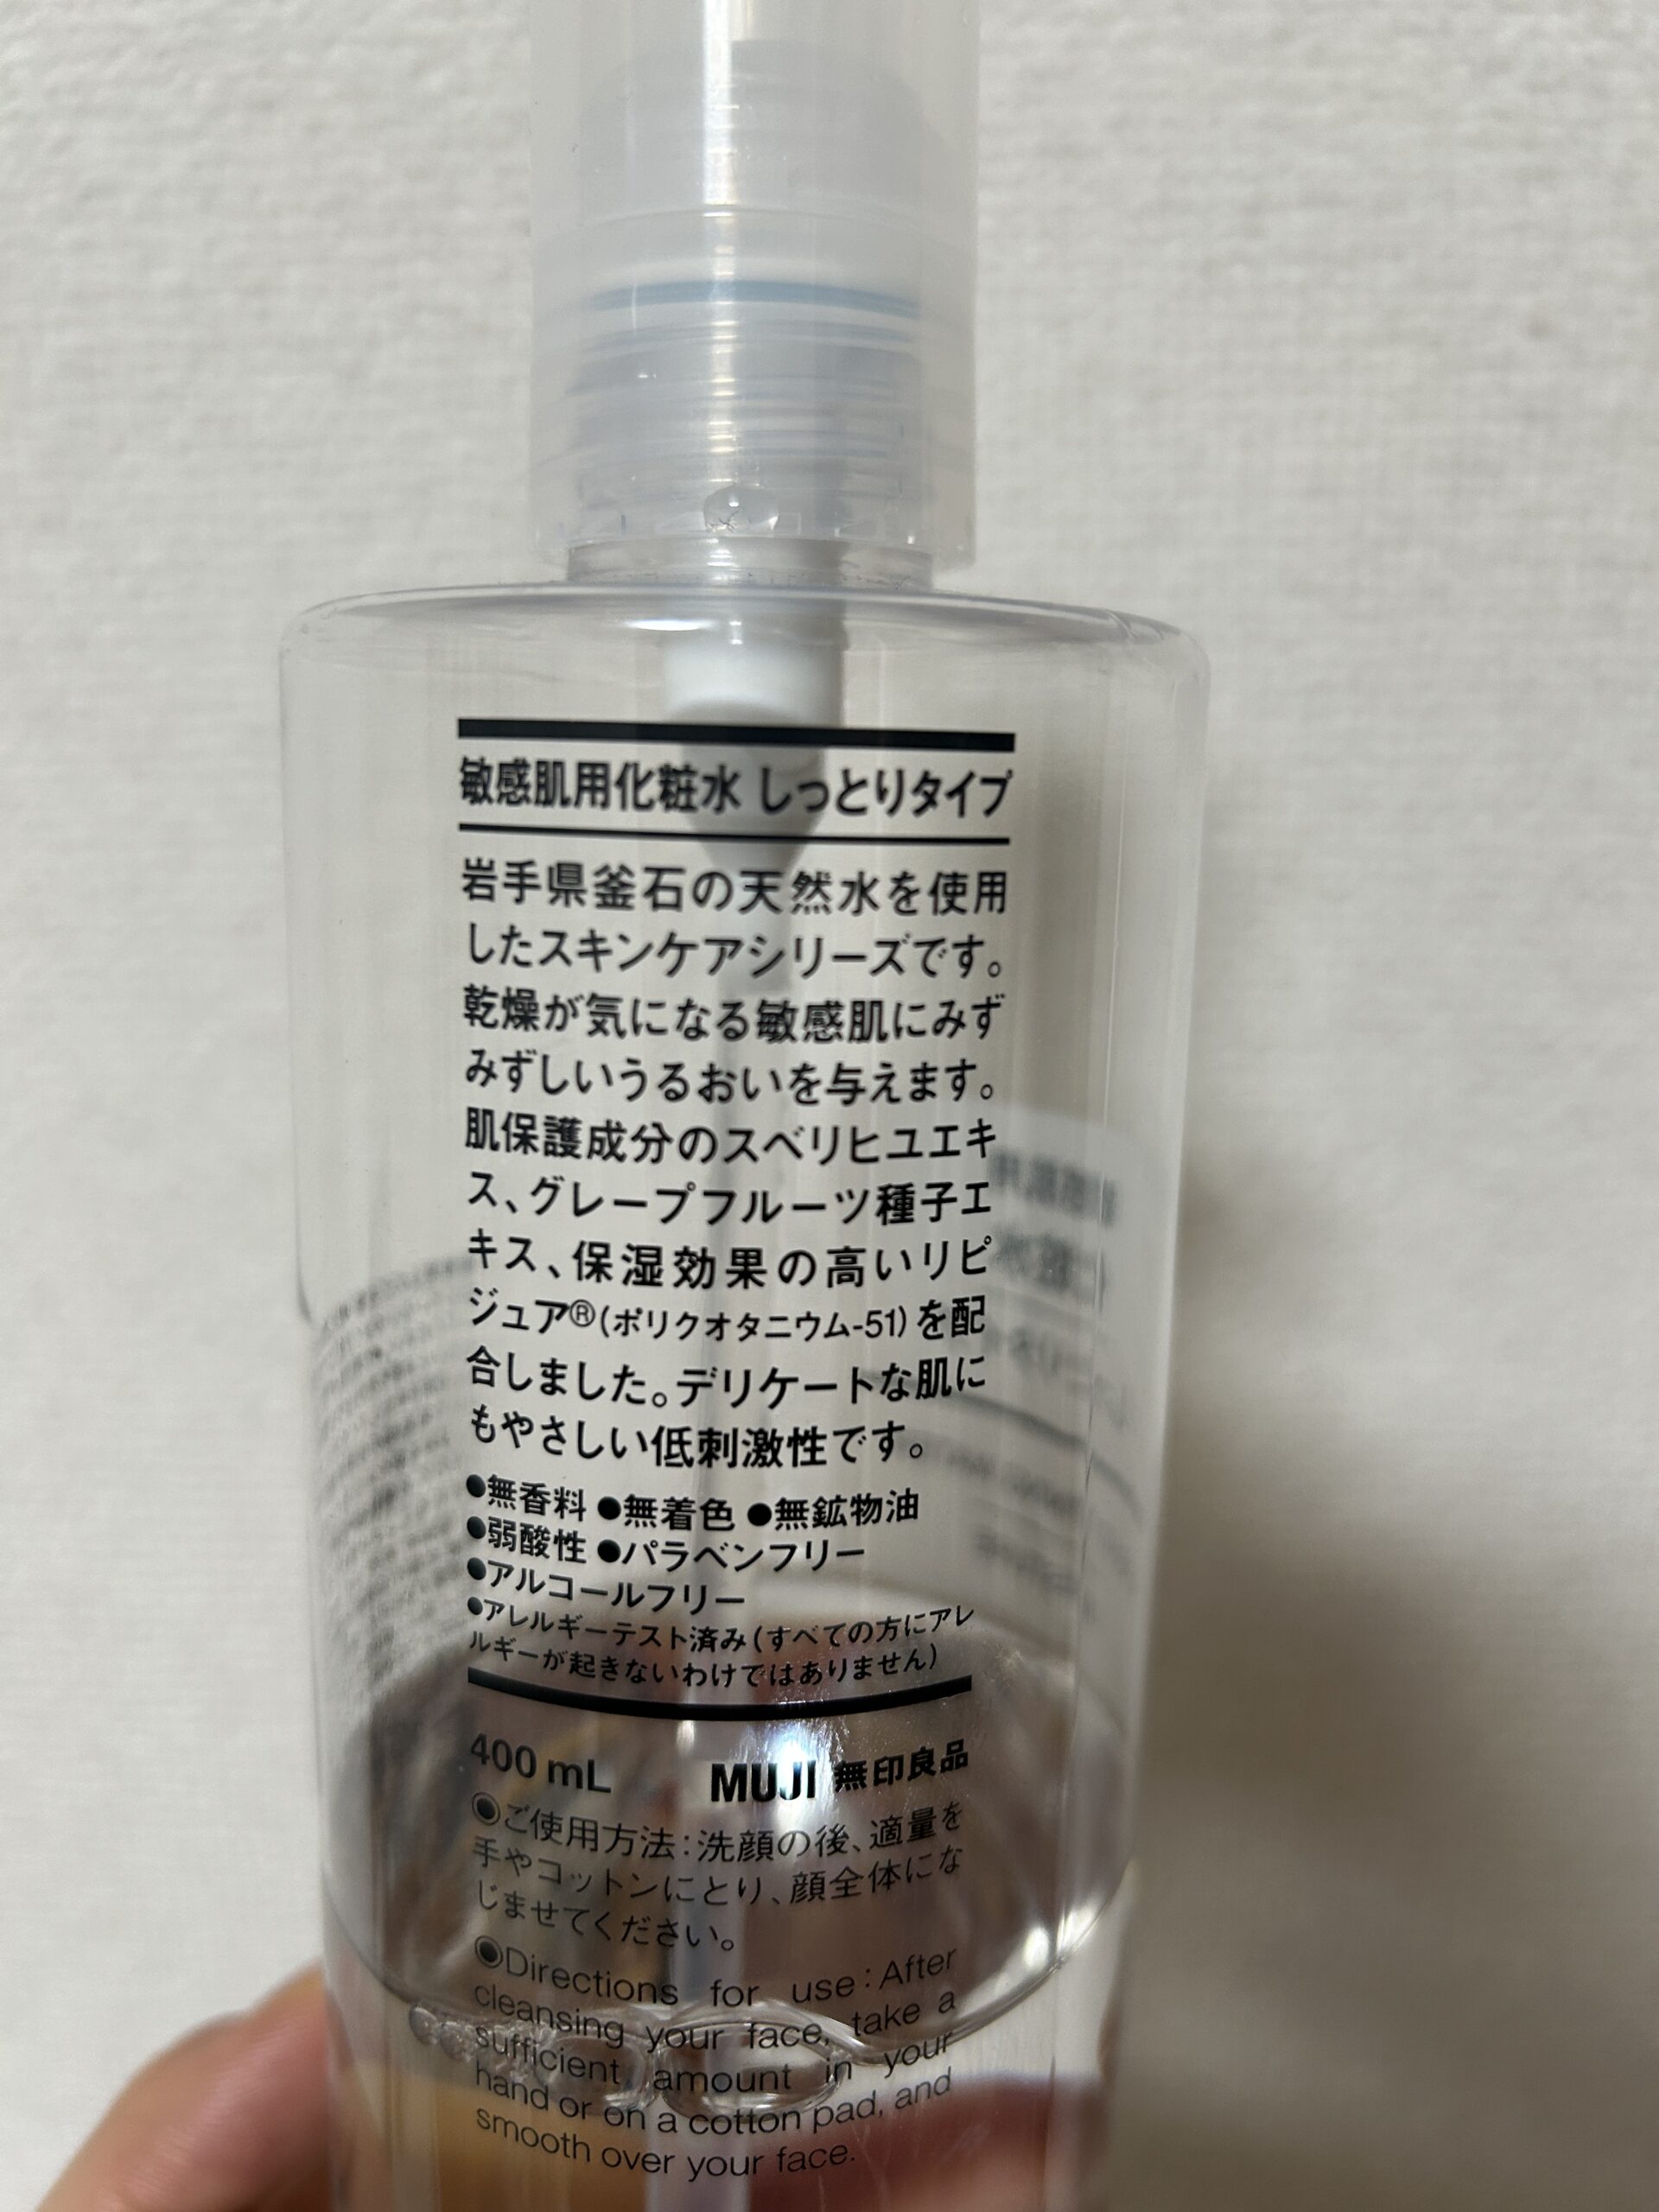 敏感肌用化粧水 しっとりタイプ
岩手県釜石の天然水を使用
したスキンケアシリーズです。
乾燥が気になる敏感肌にみず
みずしいうるおいを与えます。
肌保護成分のスベリヒユエキ
ス、グレープフルーツ種子エ
キス、保湿効果の高いリピ
ジュア®(ポリクオタニウム-51)を配
合しました。デリケートな肌に
もやさしい低刺激性です。
●無香料 ●無着色 ●無鉱物油
●弱酸性 ●パラベンフリー
●アルコールフリー
●アレルギーテスト済み(すべての方にアレ
ルギーが起きないわけではありません)
400 mL MUJI 無印良品
◉ご使用方法:洗顔の後、適量を
手やコットンにとり、顔全体にな
じませてください。
◉Directions for use:After
cleansing your face, take a
sufficient amount in your
hand or on a cotton pad, and
smooth over your face.